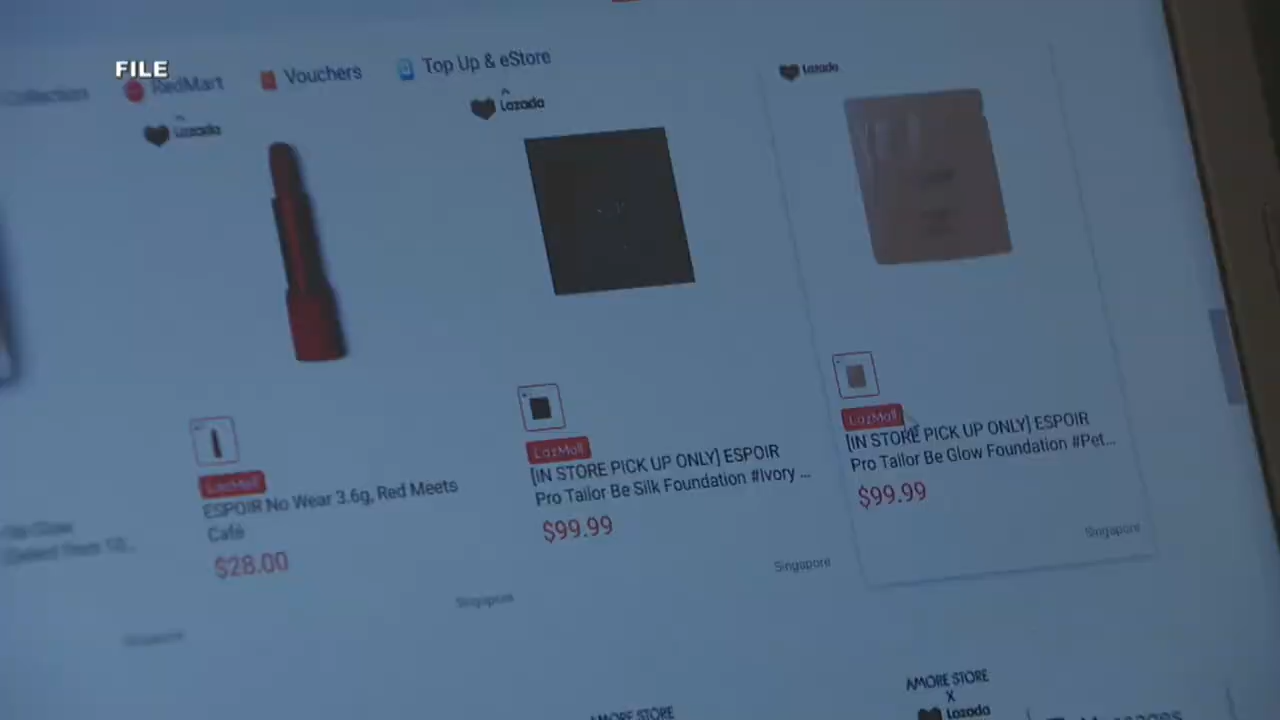 FILE
Collection
RedMart
Vouchers
Top Up & eStore
Lazada
Lazada
Lazada
LazMall
ESPOIR No Wear 3.6g, Red Meets
Café
$28.00
Singapore
LazMall
[IN STORE PICK UP ONLY] ESPOIR
Pro Tailor Be Silk Foundation #Ivory ...
$99.99
Singapore
LazMall
[IN STORE PICK UP ONLY] ESPOIR
Pro Tailor Be Glow Foundation #Pet...
$99.99
Singapore
Singapore
AMORE STORE
AMORE STORE
X
Lazada